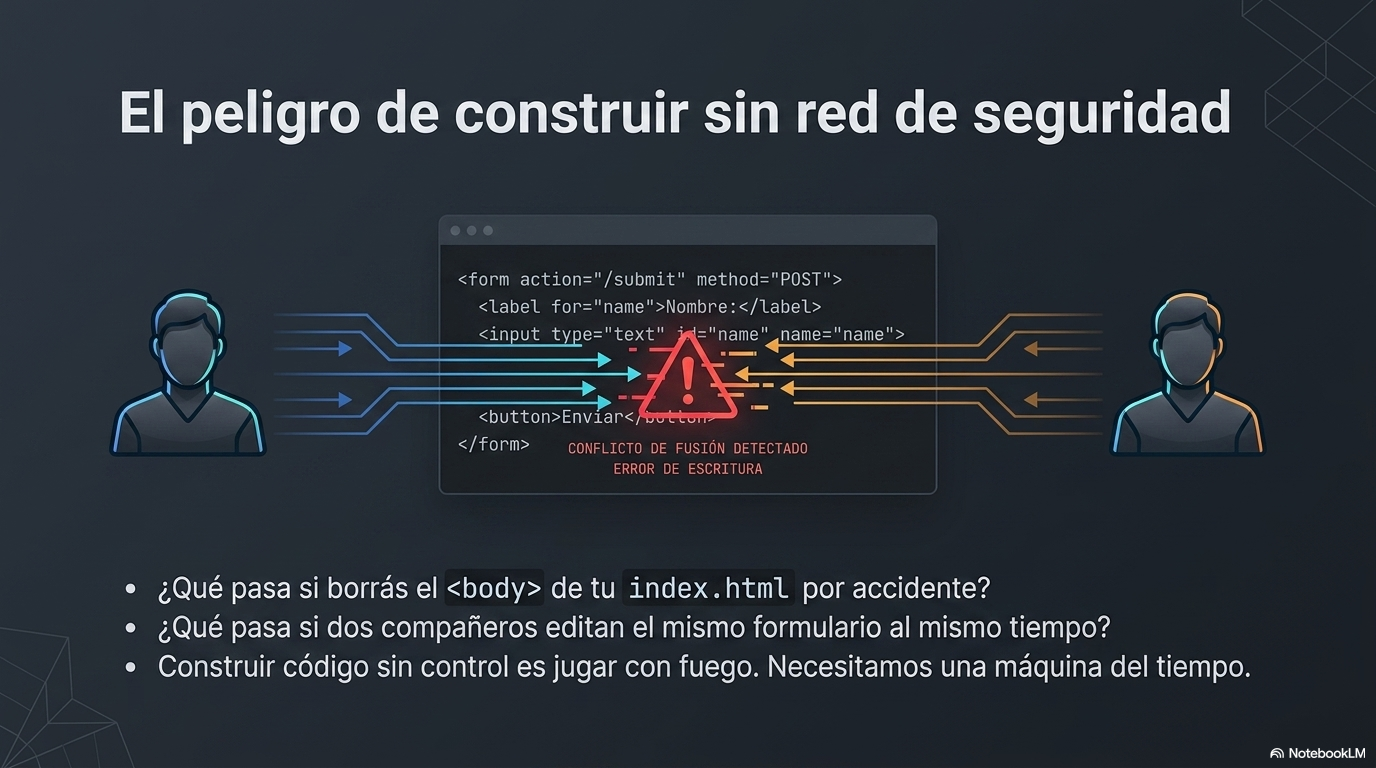 El peligro de construir sin red de seguridad
<form action="/submit" method="POST">
<label for="name">Nombre:</label>
<input type="text" id="name" name="name">
<button>Enviar</button>
</form>
CONFLICTO DE FUSIÓN DETECTADO
ERROR DE ESCRITURA
• ¿Qué pasa si borrás el <body> de tu index.html por accidente?
• ¿Qué pasa si dos compañeros editan el mismo formulario al mismo tiempo?
• Construir código sin control es jugar con fuego. Necesitamos una máquina del tiempo.
NotebookLM